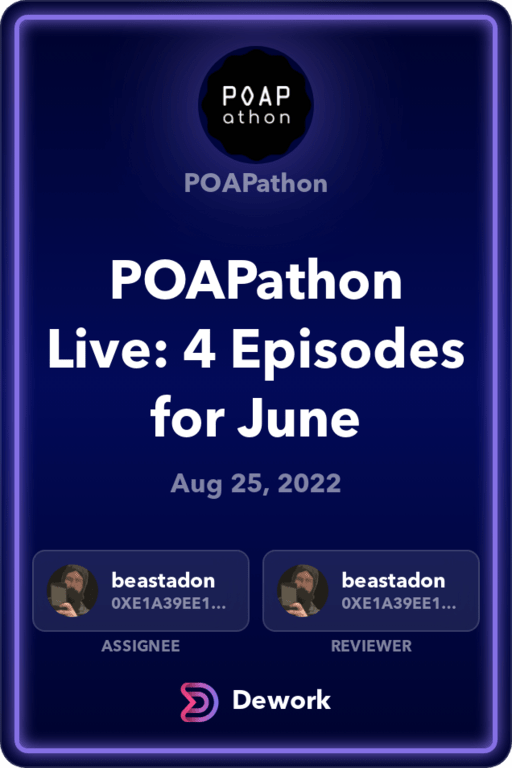 POAP
athon
POAPathon
POAPathon
Live: 4 Episodes
for June
Aug 25, 2022
beastadon
0XE1A39EE1...
ASSIGNEE
beastadon
0XE1A39EE1...
REVIEWER
Dework